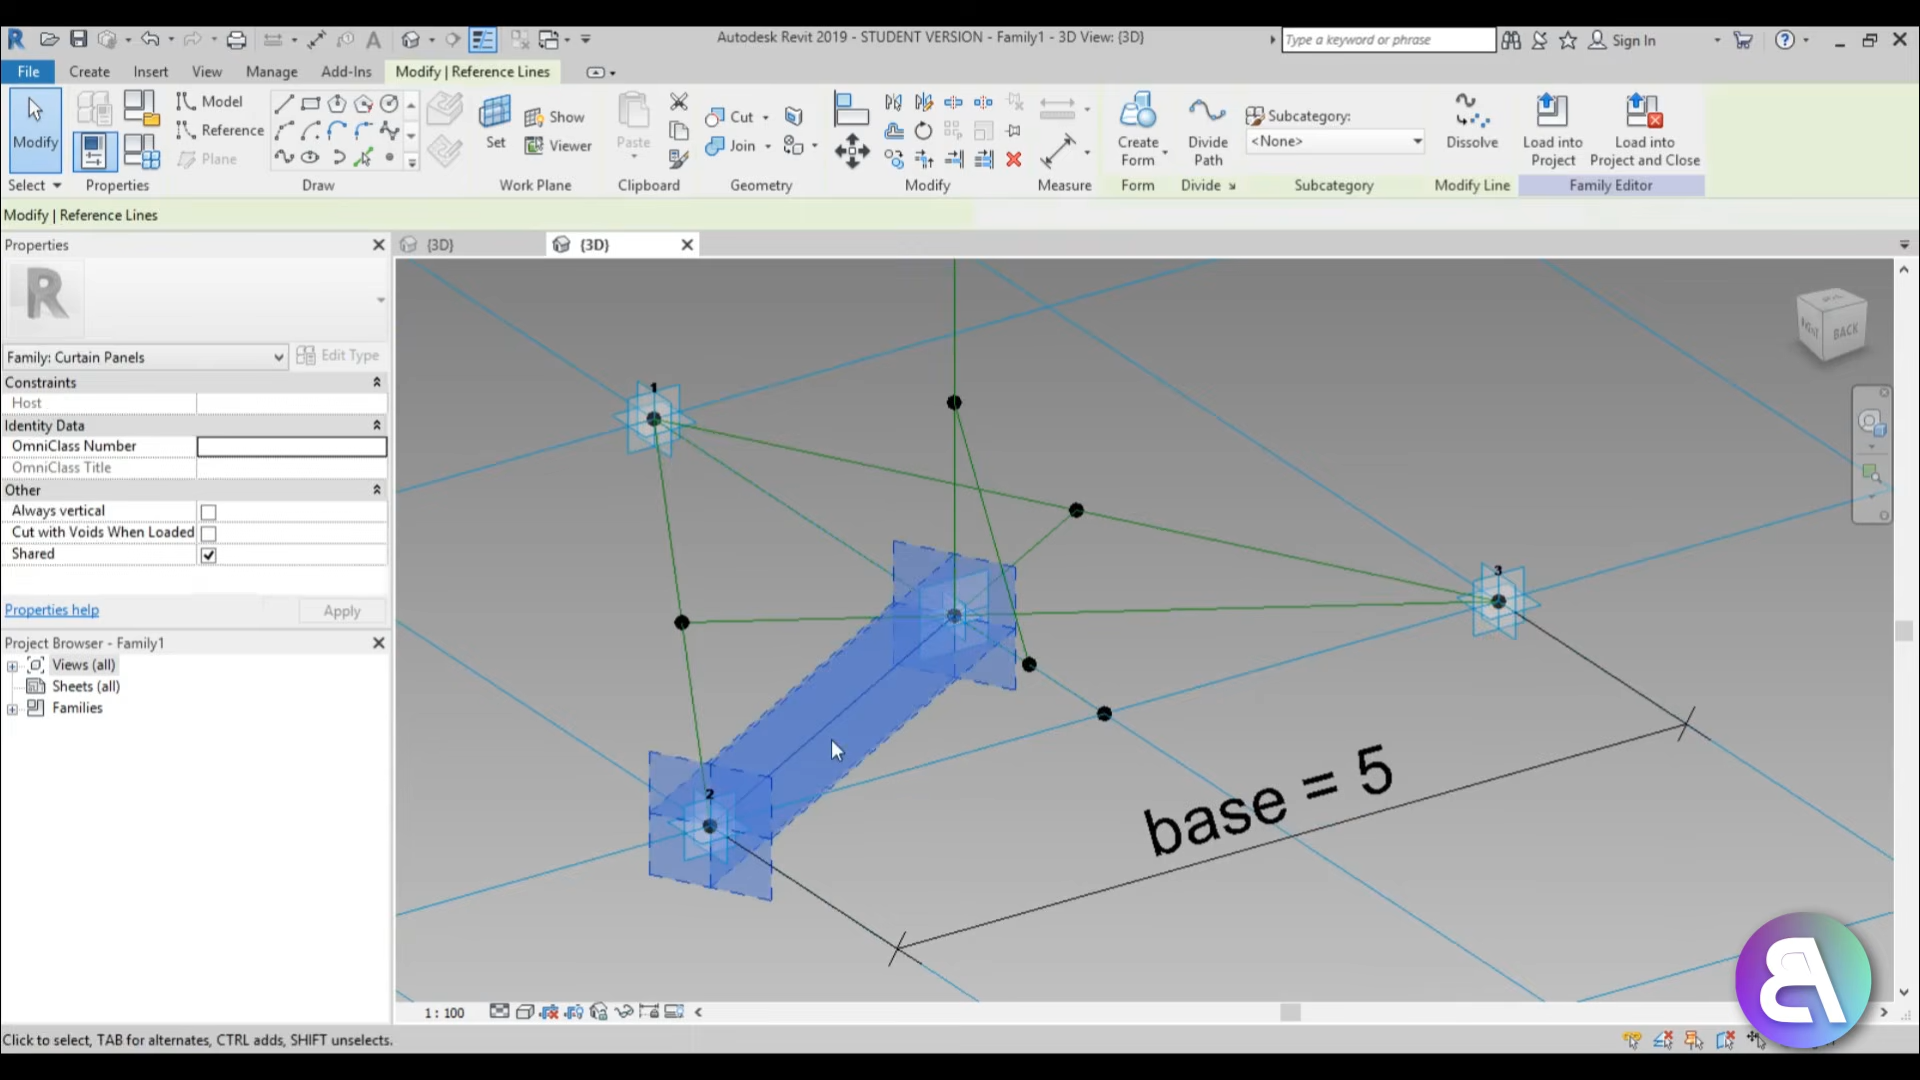 Autodesk Revit 2019 - STUDENT VERSION - Family1 - 3D View: {3D}
Type a keyword or phrase
Sign In
File Create Insert View Manage Add-Ins Modify | Reference Lines
Modify
Model
Reference
Plane
Set
Show
Viewer
Paste
Cut
Join
Create Form
Divide Path
Subcategory:
<None>
Dissolve
Load into Project
Load into Project and Close
Select Properties Draw Work Plane Clipboard Geometry Modify Measure Form Divide Subcategory Modify Line Family Editor
Modify | Reference Lines
Properties
{3D}
{3D}
R
Family: Curtain Panels
Edit Type
Constraints
Host
Identity Data
OmniClass Number
OmniClass Title
Other
Always vertical
Cut with Voids When Loaded
Shared
Properties help
Apply
Project Browser - Family1
Views (all)
Sheets (all)
Families
1
2
3
base = 5
BACK
1 : 100
Click to select, TAB for alternates, CTRL adds, SHIFT unselects.